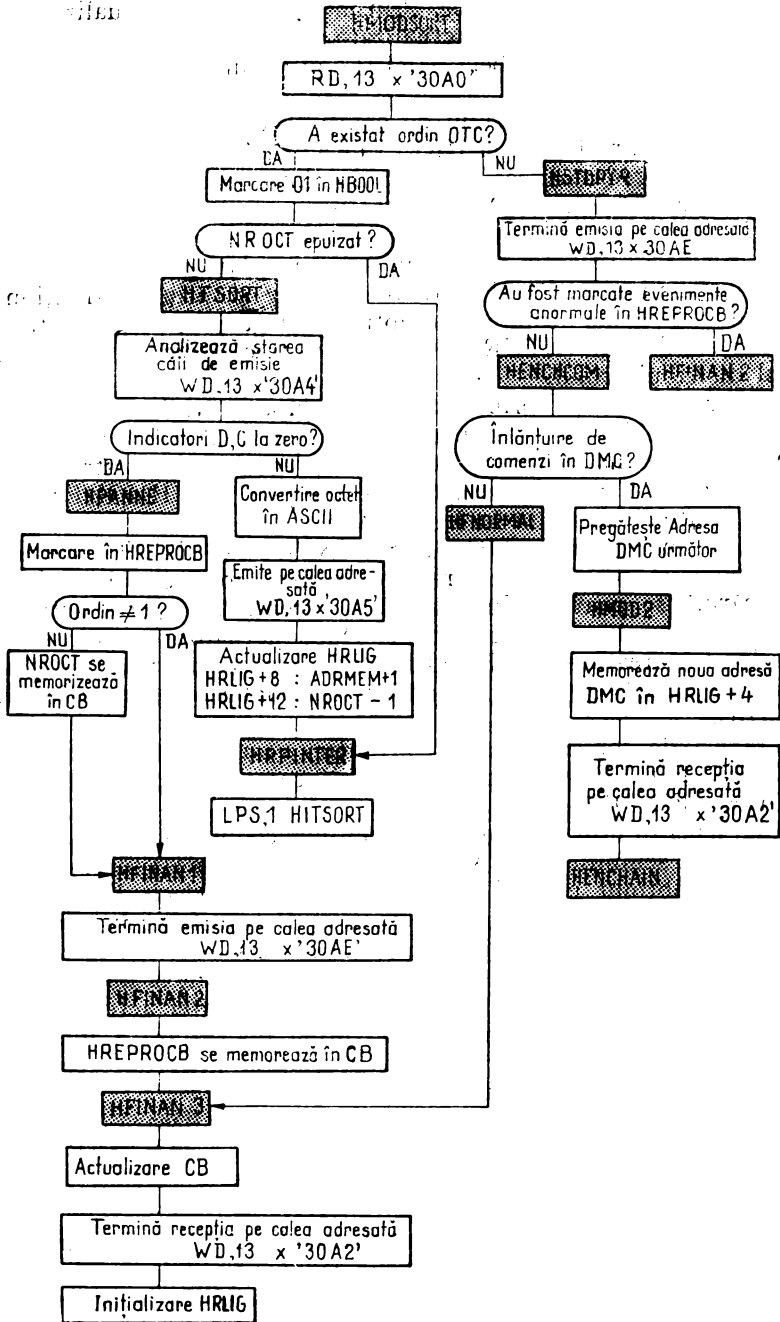 HMODSORT
RD,13 x '30A0'
A existat ordin OTC?
DA
NU
Marcare 01 în HBOOL
HSTOPER
NROCT epuizat?
Termină emisia pe calea adresată
WD,13 x 30AE
NU
DA
HITSORT
Au fost marcate evenimente
anormale în HREPROCB?
Analizează starea
căii de emisie
WD,13 x '30A4'
NU
DA
HENCHCOM
HFINAN 2
Indicatori D,C la zero?
Înlănțuire de
comenzi în DMC?
DA
NU
HPANNE
Convertire octet
în ASCII
NU
DA
HFNORMAL
Pregătește Adresa
DMC următor
Marcare în HREPROCB
Emite pe calea adre-
sată
WD,13 x '30A5'
HMOD2
Ordin ≠ 1 ?
NU
DA
NROCT se
memorizează
în CB
Actualizare HRLIG
HRLIG+8 : ADRMEM+1
HRLIG+12 : NROCT - 1
Memorează noua adresă
DMC în HRLIG+4
HRPINTER
Termină recepția
pe calea adresată
WD,13 x '30A2'
LPS,1 HITSORT
HFINAN 1
HENCHAIN
Termină emisia pe calea adresată
WD,13 x '30AE'
HFINAN 2
HREPROCB se memorează în CB
HFINAN 3
Actualizare CB
Termină recepția pe calea adresată
WD,13 x '30A2'
Inițializare HRLIG